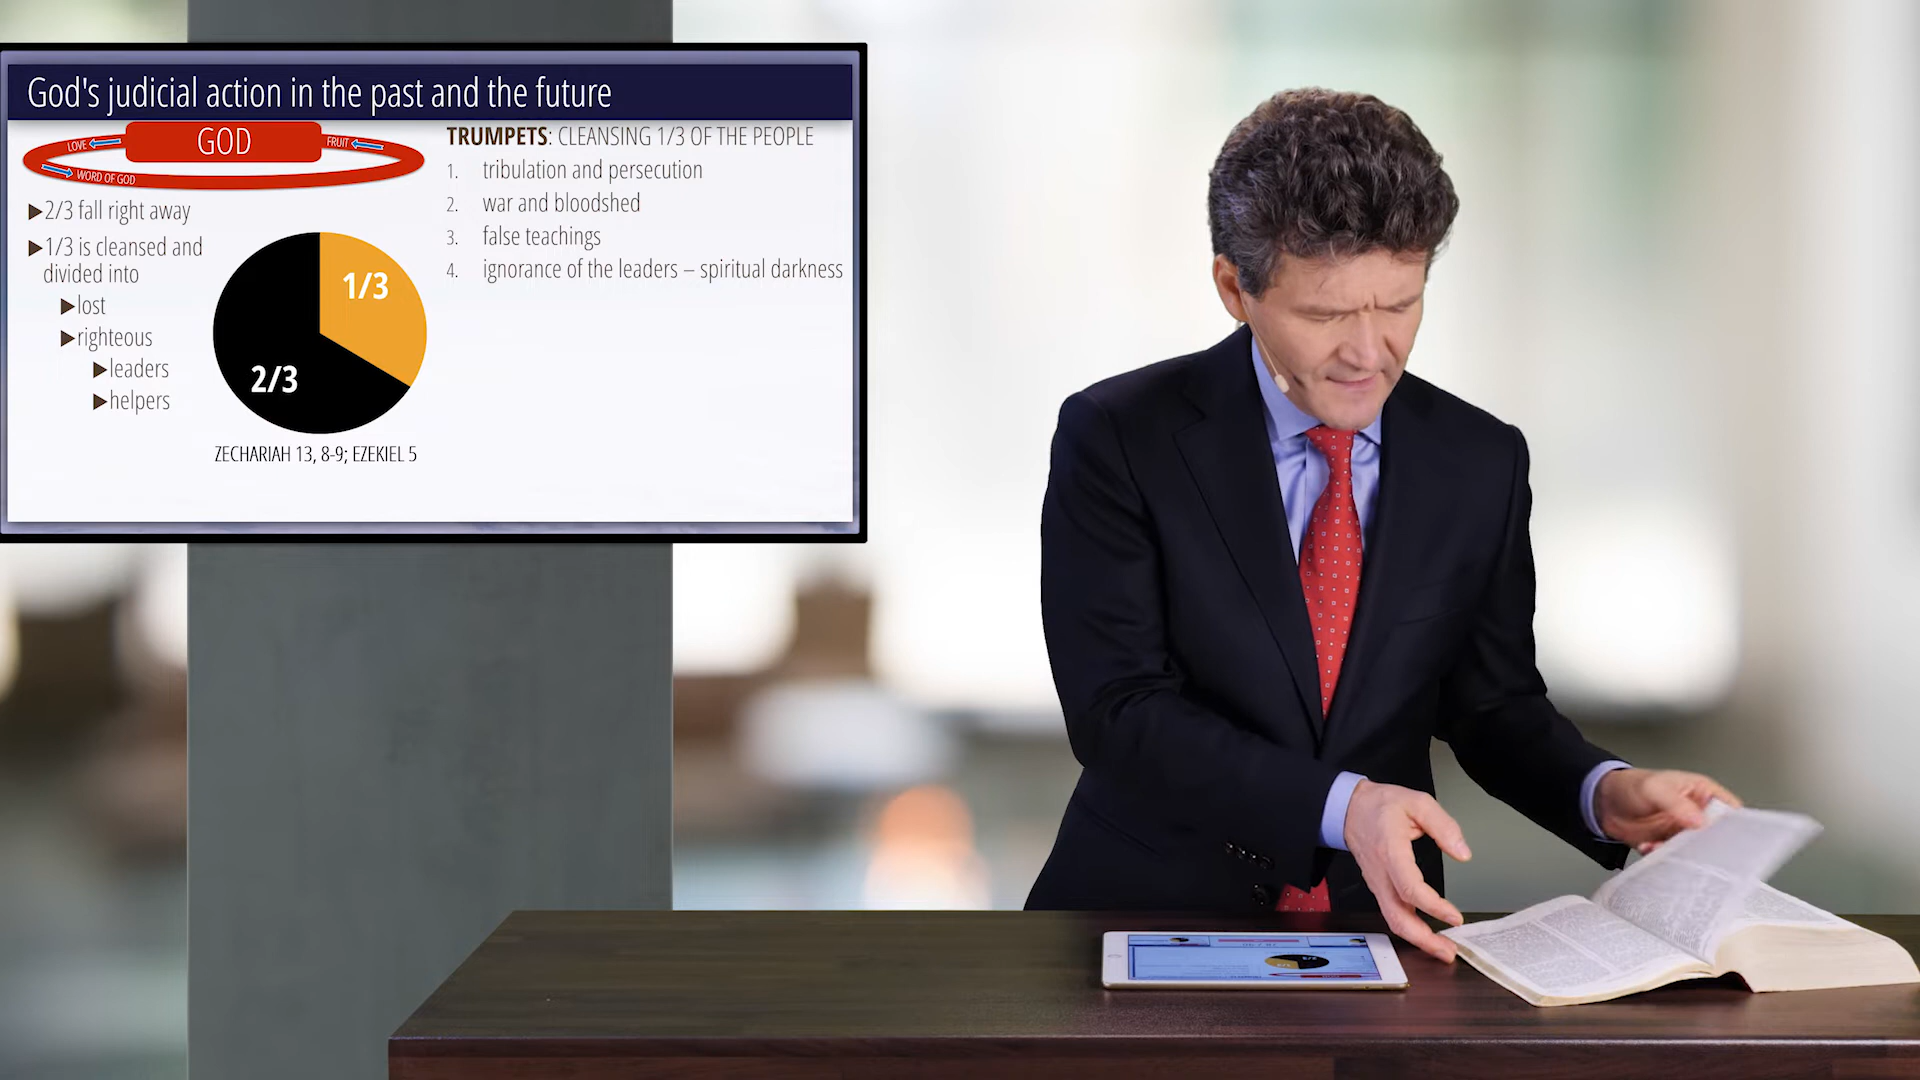 God's judicial action in the past and the future
GOD
LOVE
FRUIT
WORD OF GOD
▶2/3 fall right away
▶1/3 is cleansed and
divided into
▶lost
▶righteous
▶leaders
▶helpers
1/3
2/3
ZECHARIAH 13, 8-9; EZEKIEL 5
TRUMPETS: CLEANSING 1/3 OF THE PEOPLE
1. tribulation and persecution
2. war and bloodshed
3. false teachings
4. ignorance of the leaders – spiritual darkness